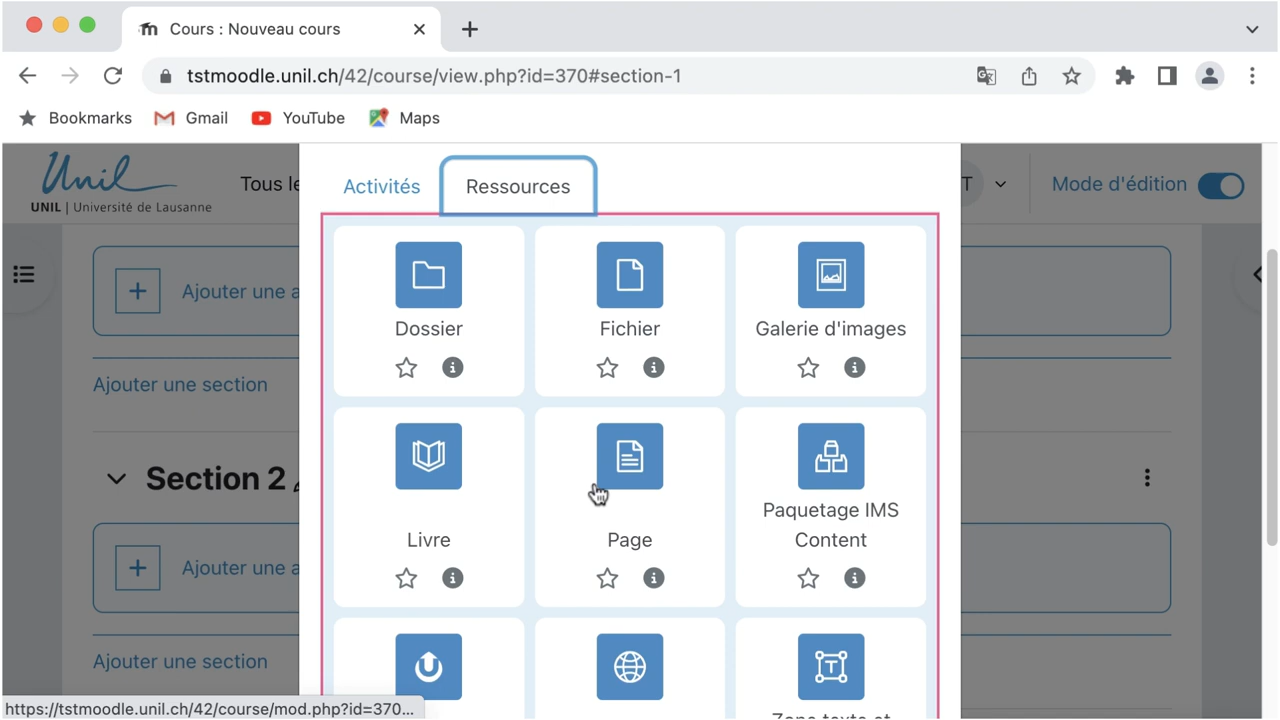 Cours : Nouveau cours
tstmoodle.unil.ch/42/course/view.php?id=370#section-1
Bookmarks Gmail YouTube Maps
Unil
UNIL | Université de Lausanne
Tous le
Activités Ressources
T
Mode d'édition
Dossier Fichier Galerie d'images
Ajouter une a
Ajouter une section
Section 2
Livre Page Paquetage IMS Content
Ajouter une a
Ajouter une section
T
Zone texte et
https://tstmoodle.unil.ch/42/course/mod.php?id=370...